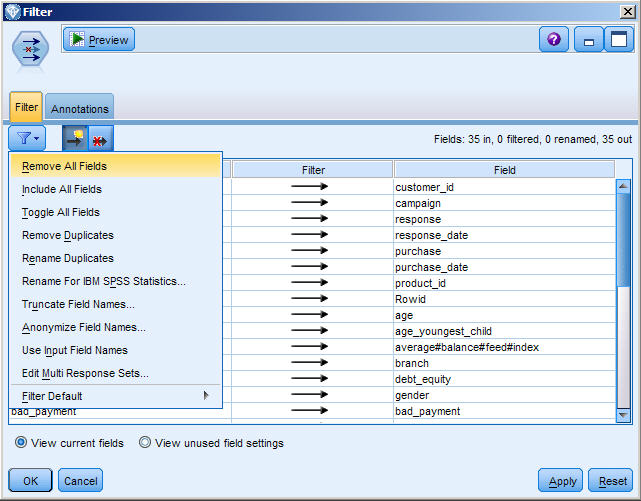 Filter
Preview
Filter
Annotations
Fields: 35 in, 0 filtered, 0 renamed, 35 out
Remove All Fields
Include All Fields
Toggle All Fields
Remove Duplicates
Rename Duplicates
Rename For IBM SPSS Statistics...
Truncate Field Names...
Anonymize Field Names...
Use Input Field Names
Edit Multi Response Sets...
Filter Default
Filter
Field
customer_id
campaign
response
response_date
purchase
purchase_date
product_id
Rowid
age
age_youngest_child
average#balance#feed#index
branch
debt_equity
gender
bad_payment
bad_payment
View current fields
View unused field settings
OK
Cancel
Apply
Reset